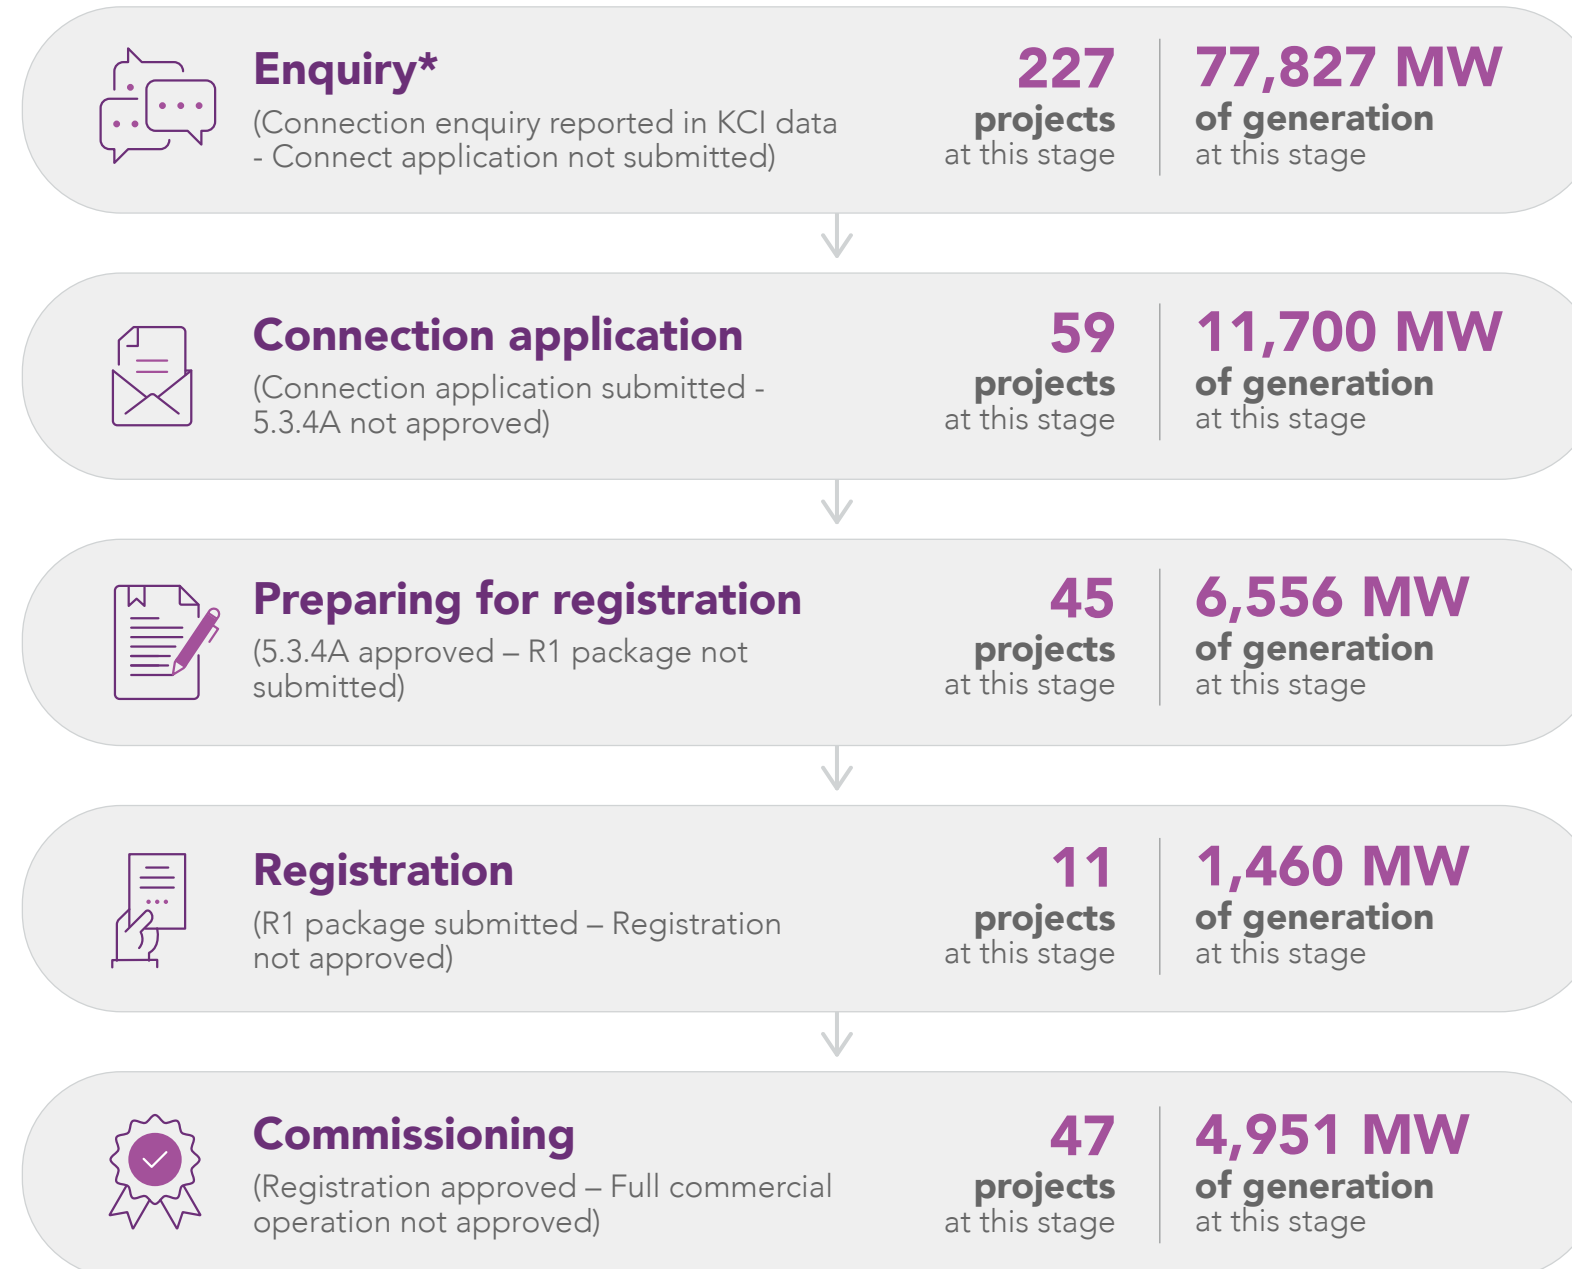 Enquiry*
(Connection enquiry reported in KCI data
- Connect application not submitted)
227
projects
at this stage
77,827 MW
of generation
at this stage
Connection application
(Connection application submitted -
5.3.4A not approved)
59
projects
at this stage
11,700 MW
of generation
at this stage
Preparing for registration
(5.3.4A approved – R1 package not
submitted)
45
projects
at this stage
6,556 MW
of generation
at this stage
Registration
(R1 package submitted – Registration
not approved)
11
projects
at this stage
1,460 MW
of generation
at this stage
Commissioning
(Registration approved – Full commercial
operation not approved)
47
projects
at this stage
4,951 MW
of generation
at this stage